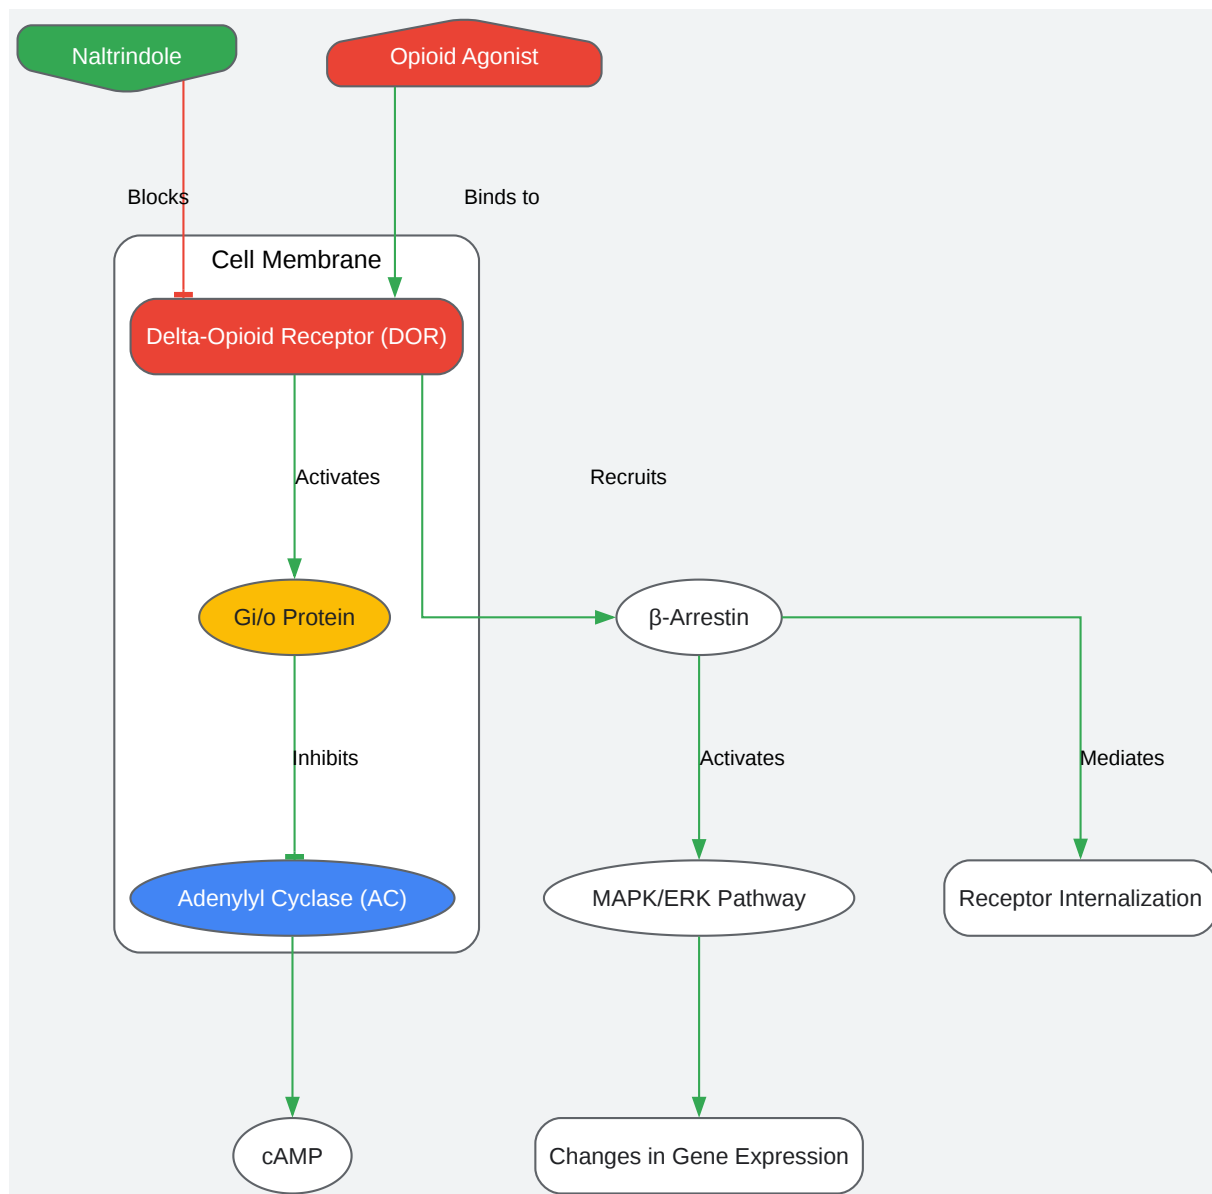 Naltrindole
Opioid Agonist
Blocks
Binds to
Cell Membrane
Delta-Opioid Receptor (DOR)
Activates
Recruits
Gi/o Protein
β-Arrestin
Inhibits
Activates
Mediates
Adenylyl Cyclase (AC)
MAPK/ERK Pathway
Receptor Internalization
cAMP
Changes in Gene Expression